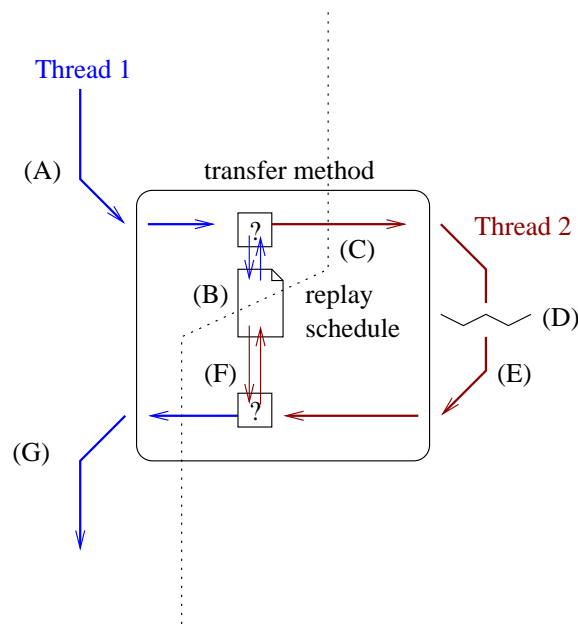 Thread 1
(A)
transfer method
?
(C)
Thread 2
(B)
replay
schedule
(D)
(F)
(E)
?
(G)